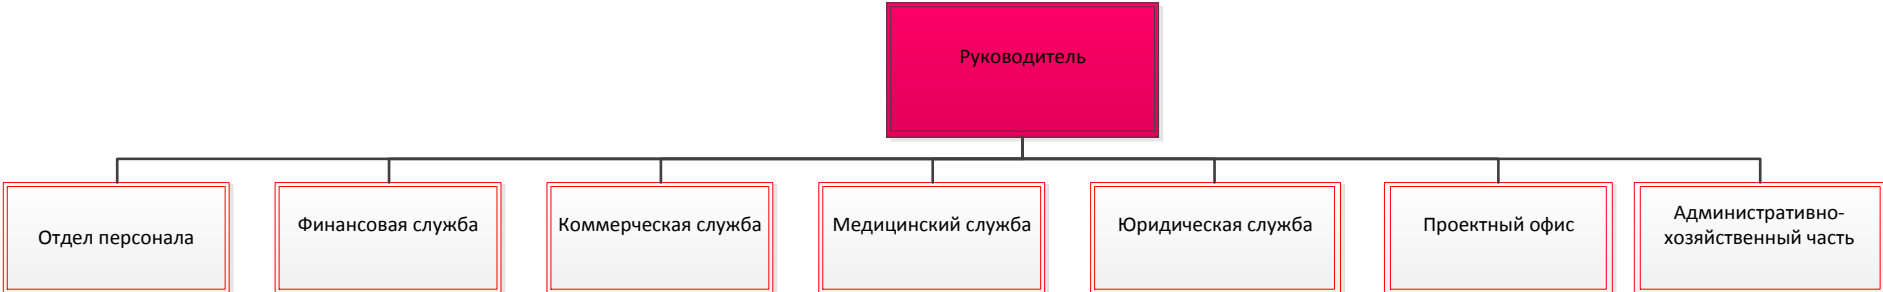 Руководитель
Отдел персонала
Финансовая служба
Коммерческая служба
Медицинский служба
Юридическая служба
Проектный офис
Административно-
хозяйственный часть